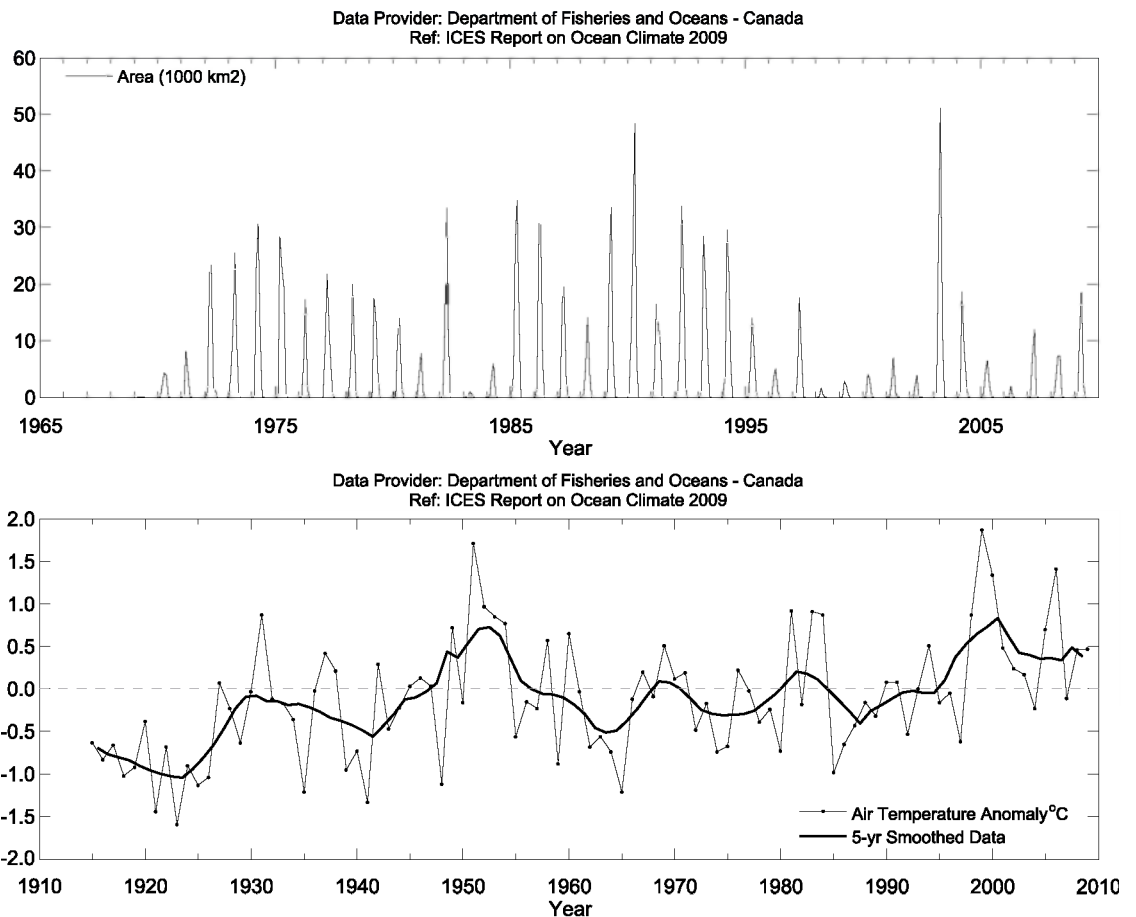 Data Provider: Department of Fisheries and Oceans - Canada
Ref: ICES Report on Ocean Climate 2009
60
Area (1000 km2)
50
40
30
20
10
0
1965 1975 1985 1995 2005
Year
Data Provider: Department of Fisheries and Oceans - Canada
Ref: ICES Report on Ocean Climate 2009
2.0
1.5
1.0
0.5
0.0
-0.5
-1.0
-1.5
-2.0
Air Temperature Anomaly°C
5-yr Smoothed Data
1910 1920 1930 1940 1950 1960 1970 1980 1990 2000 2010
Year